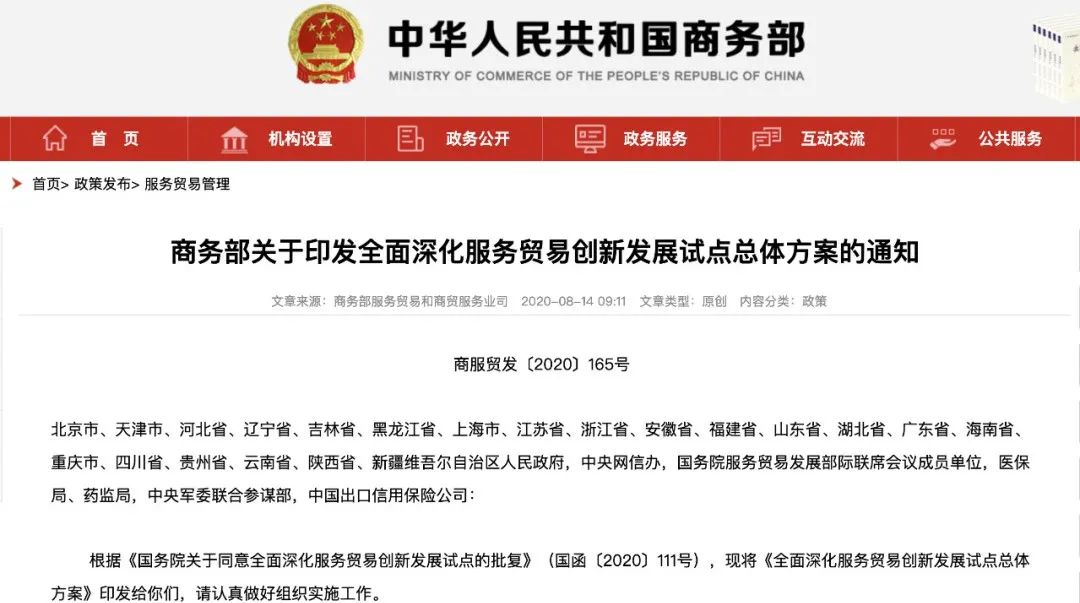 中华人民共和国商务部
MINISTRY OF COMMERCE OF THE PEOPLE'S REPUBLIC OF CHINA
首 页 机构设置 政务公开 政务服务 互动交流 公共服务
首页> 政策发布> 服务贸易管理
商务部关于印发全面深化服务贸易创新发展试点总体方案的通知
文章来源：商务部服务贸易和商贸服务业司 2020-08-14 09:11 文章类型：原创 内容分类：政策
商服贸发〔2020〕165号
北京市、天津市、河北省、辽宁省、吉林省、黑龙江省、上海市、江苏省、浙江省、安徽省、福建省、山东省、湖北省、广东省、海南省、
重庆市、四川省、贵州省、云南省、陕西省、新疆维吾尔自治区人民政府，中央网信办，国务院服务贸易发展部际联席会议成员单位，医保
局、药监局，中央军委联合参谋部，中国出口信用保险公司：
根据《国务院关于同意全面深化服务贸易创新发展试点的批复》（国函〔2020〕111号），现将《全面深化服务贸易创新发展试点总体
方案》印发给你们，请认真做好组织实施工作。